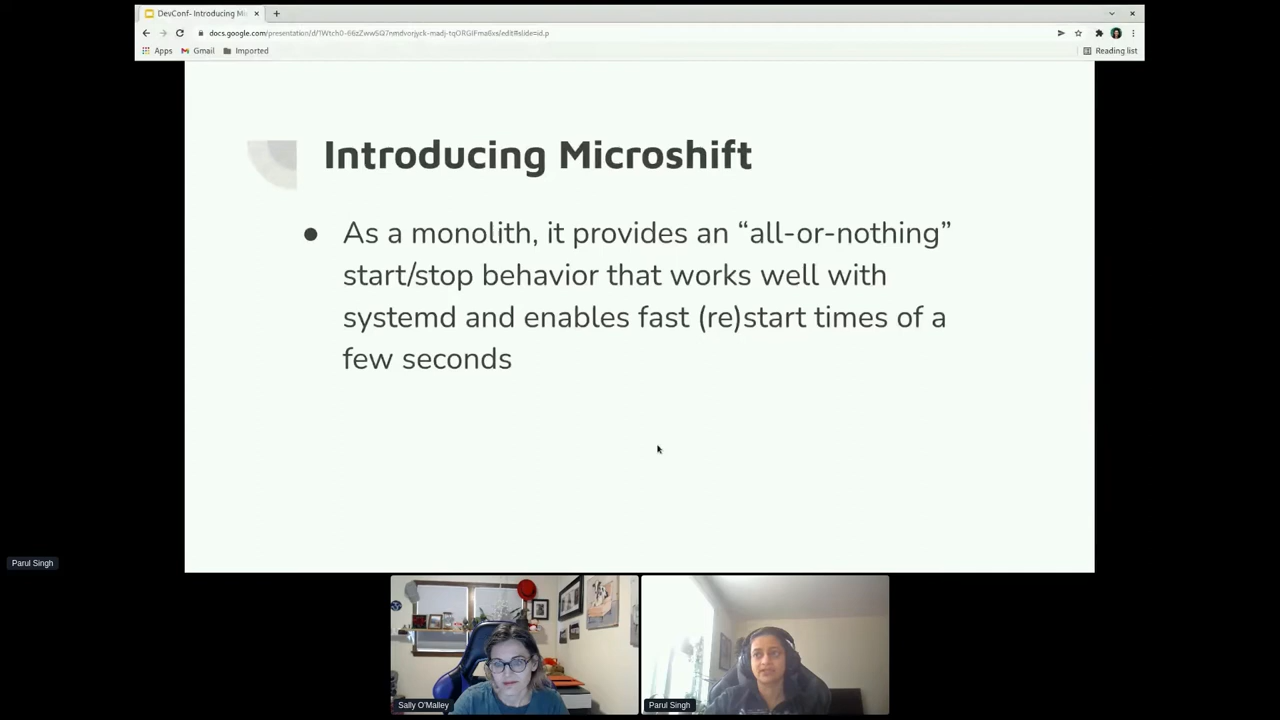 DevConf- Introducing Mi
Apps
Gmail
Imported
Reading list
Introducing Microshift
● As a monolith, it provides an “all-or-nothing”
start/stop behavior that works well with
systemd and enables fast (re)start times of a
few seconds
Parul Singh
Sally O'Malley
Parul Singh